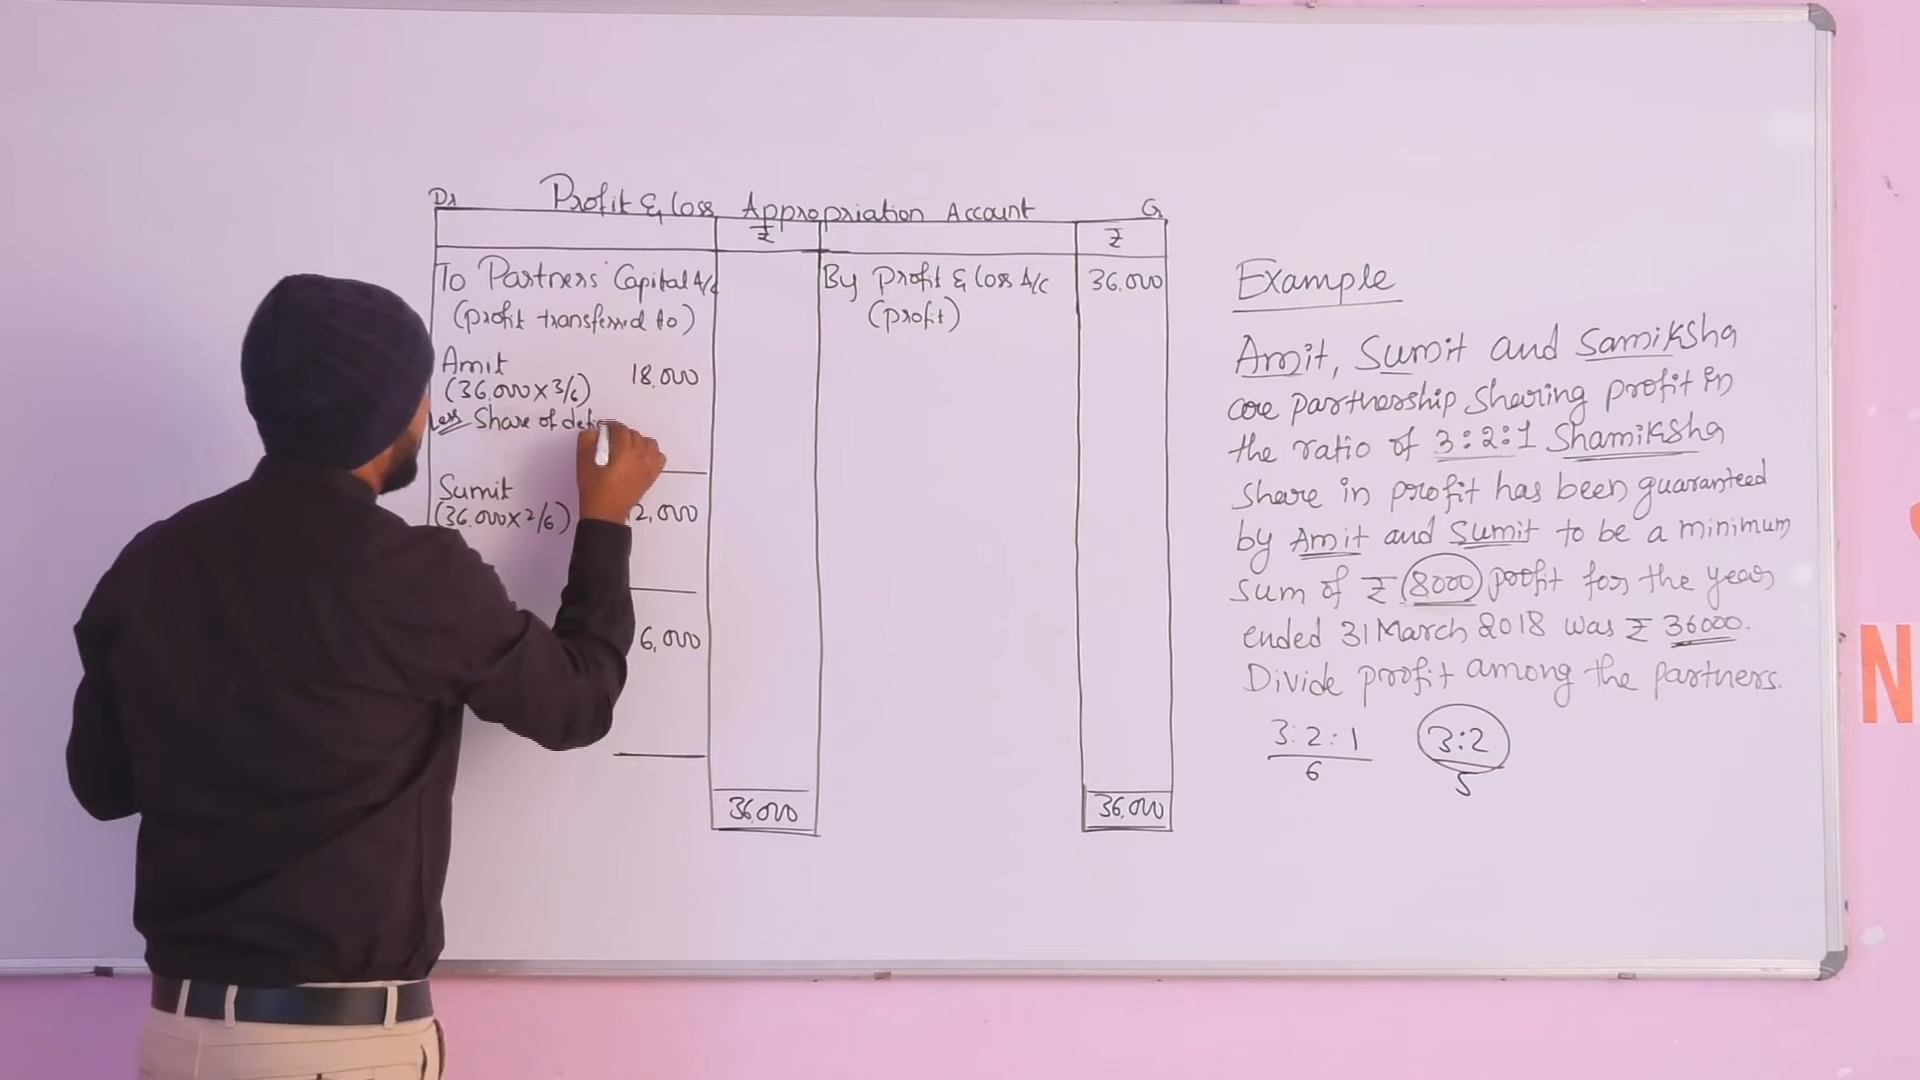 Dr Profit & Loss Appropriation Account Cr
₹ ₹
To Partners' Capital A/c
(profit transferred to)
Amit
(36,000 x 3/6) 18,000
Less Share of defi
Sumit
(36,000 x 2/6) 2,000
6,000
36,000
By Profit & Loss A/c 36,000
(profit)
36,000
Example
Amit, Sumit and Samiksha
are partnership sharing profit in
the ratio of 3:2:1 Shamiksha
share in profit has been guaranteed
by Amit and Sumit to be a minimum
sum of ₹ 8000 profit for the year
ended 31 March 2018 was ₹ 36000.
Divide profit among the partners.
3:2:1 3:2
6 5
N